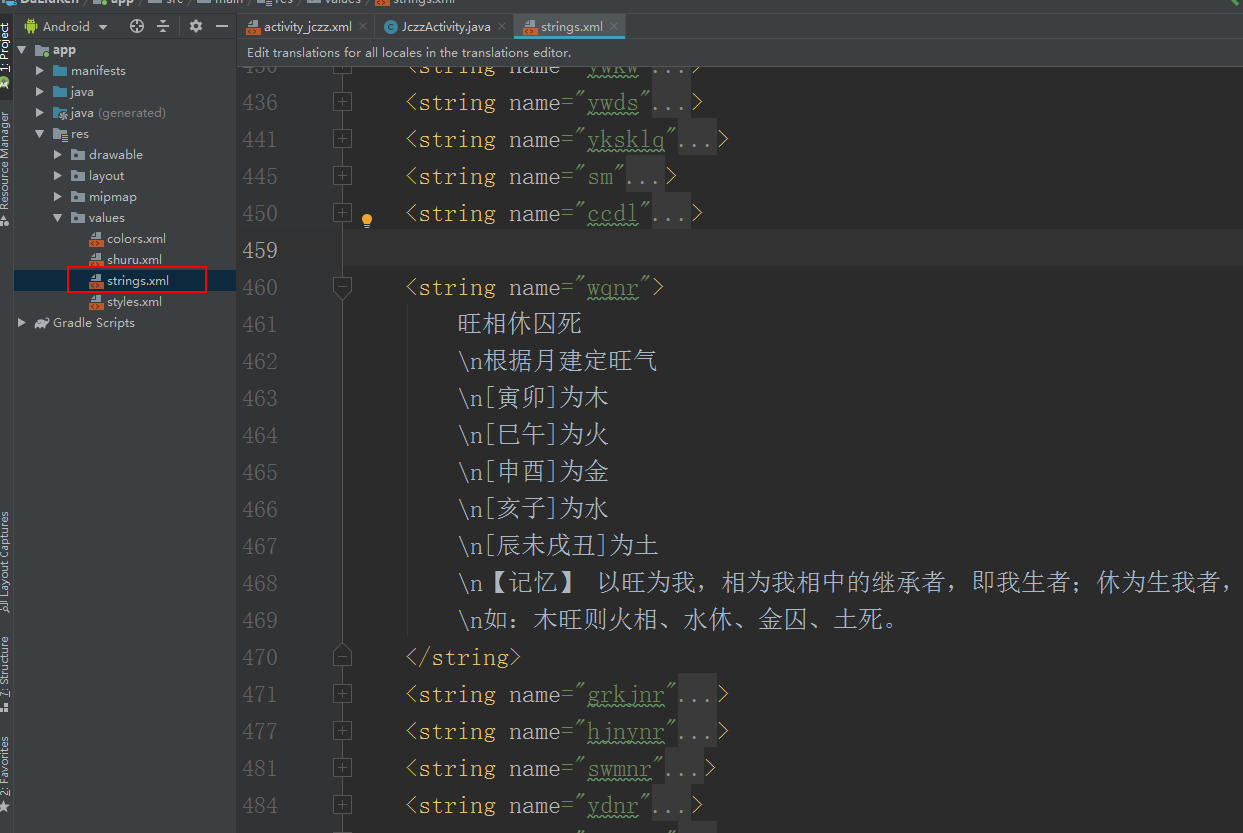 DaLiuRen app src main res values strings.xml
Android
activity_jczz.xml
JczzActivity.java
strings.xml
Edit translations for all locales in the translations editor.
1: Project
Resource Manager
Layout Captures
7: Structure
2: Favorites
app
manifests
java
java (generated)
res
drawable
layout
mipmap
values
colors.xml
shuru.xml
strings.xml
styles.xml
Gradle Scripts
430 <string name="ywkw"...>
436 <string name="ywds"...>
441 <string name="yksklq"...>
445 <string name="sm"...>
450 <string name="ccdl"...>
459
460 <string name="wqnr">
461 旺相休囚死
462 \n根据月建定旺气
463 \n[寅卯]为木
464 \n[巳午]为火
465 \n[申酉]为金
466 \n[亥子]为水
467 \n[辰未戌丑]为土
468 \n【记忆】 以旺为我，相为我相中的继承者，即我生者；休为生我者，
469 \n如：木旺则火相、水休、金囚、土死。
470 </string>
471 <string name="grkjnr"...>
477 <string name="hjnynr"...>
481 <string name="swmnr"...>
484 <string name="ydnr"...>